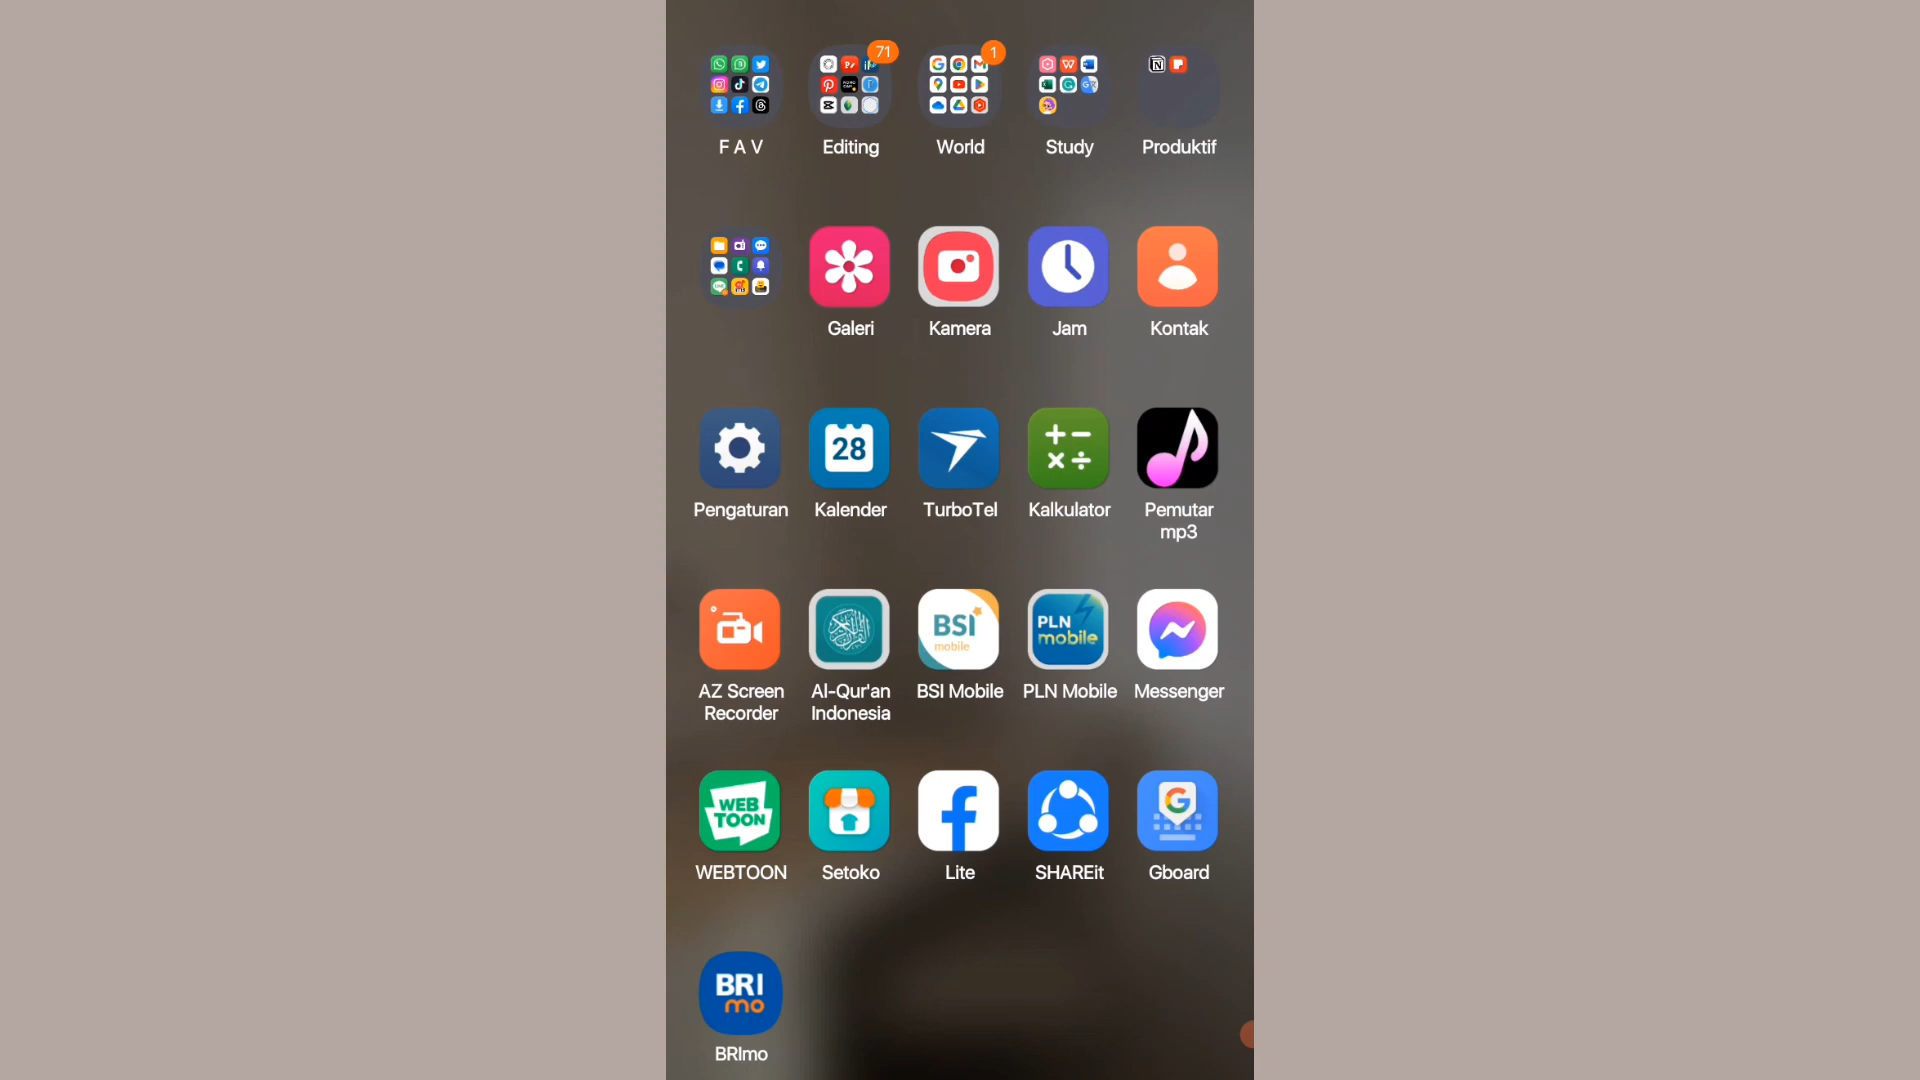 71
1
F A V
Editing
World
Study
Produktif
Galeri
Kamera
Jam
Kontak
28
Pengaturan
Kalender
TurboTel
Kalkulator
Pemutar
mp3
BSI
mobile
PLN
mobile
AZ Screen
Recorder
Al-Qur'an
Indonesia
BSI Mobile
PLN Mobile
Messenger
WEB
TOON
WEBTOON
Setoko
Lite
SHAREit
Gboard
BRI
mo
BRImo